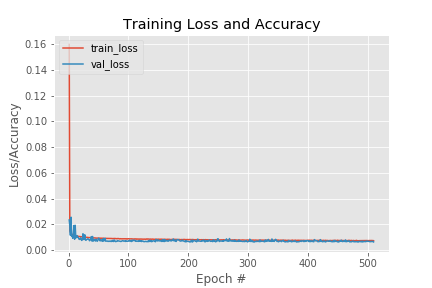 Training Loss and Accuracy
train_loss
val_loss
Loss/Accuracy
0.16
0.14
0.12
0.10
0.08
0.06
0.04
0.02
0.00
0 100 200 300 400 500
Epoch #